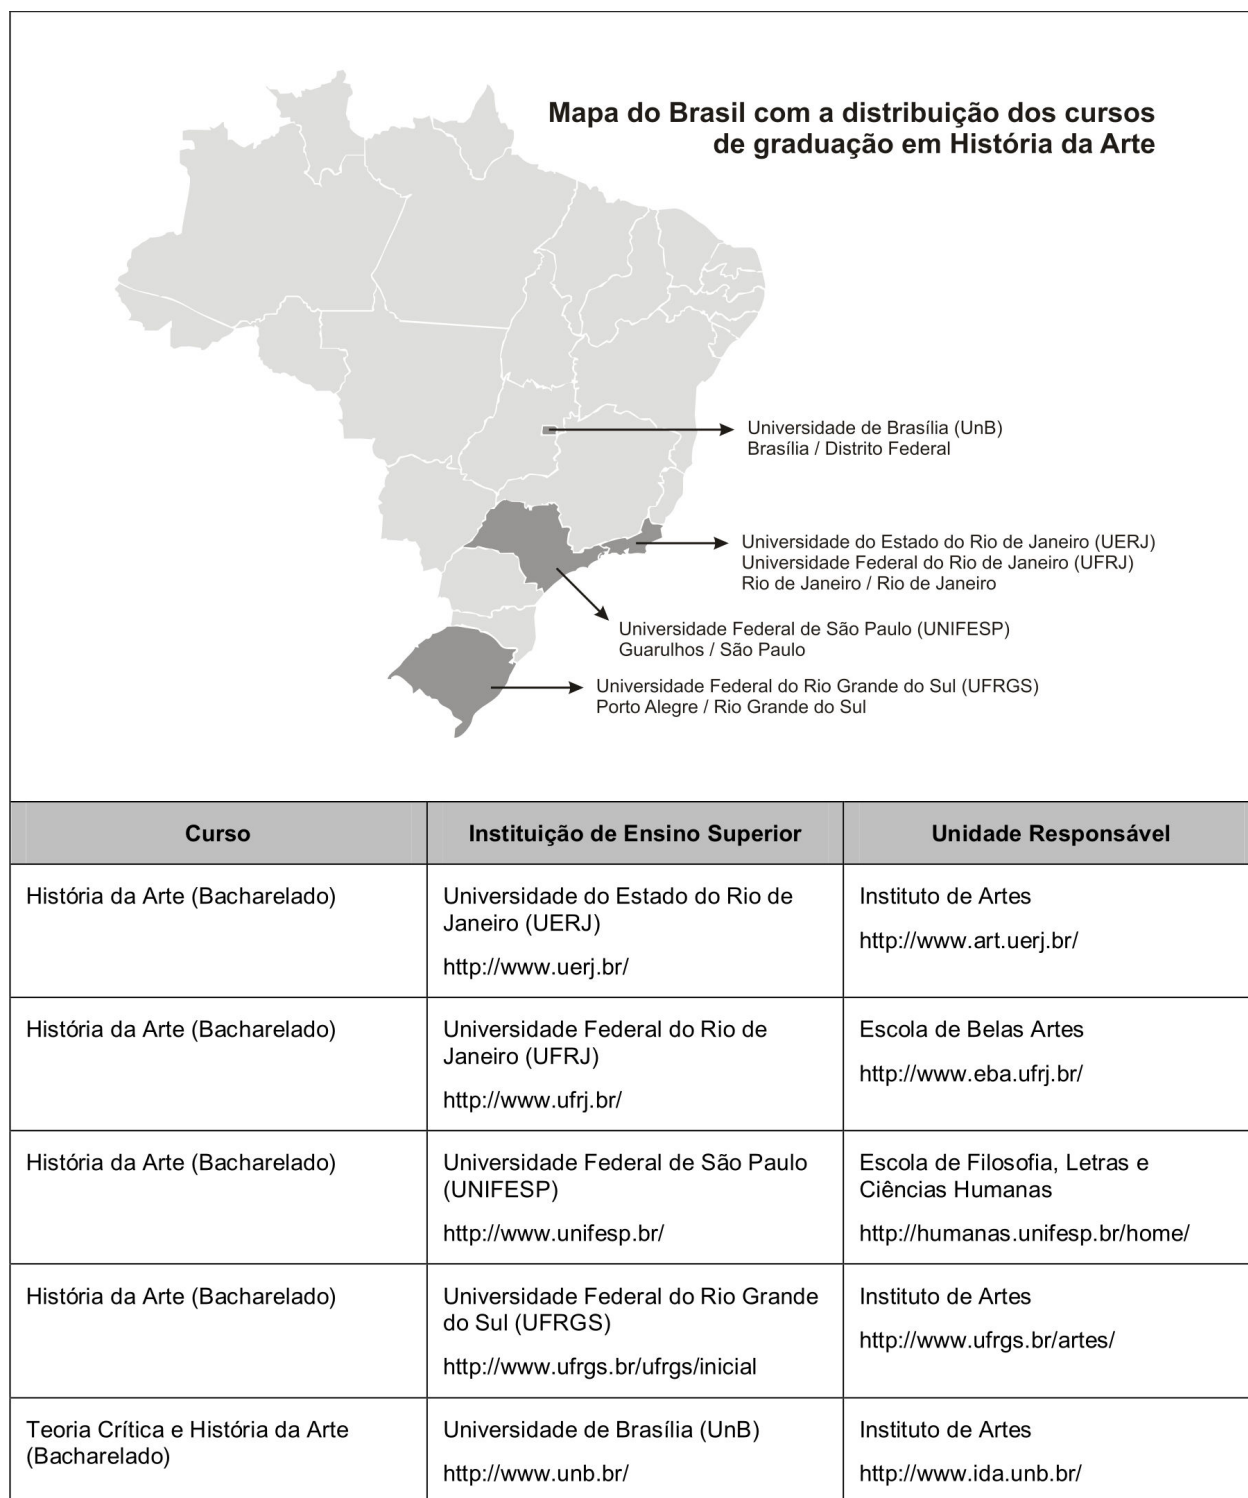 Mapa do Brasil com a distribuição dos cursos
de graduação em História da Arte
Universidade de Brasília (UnB)
Brasília / Distrito Federal
Universidade do Estado do Rio de Janeiro (UERJ)
Universidade Federal do Rio de Janeiro (UFRJ)
Rio de Janeiro / Rio de Janeiro
Universidade Federal de São Paulo (UNIFESP)
Guarulhos / São Paulo
Universidade Federal do Rio Grande do Sul (UFRGS)
Porto Alegre / Rio Grande do Sul
Curso
Instituição de Ensino Superior
Unidade Responsável
História da Arte (Bacharelado)
Universidade do Estado do Rio de
Janeiro (UERJ)
http://www.uerj.br/
Instituto de Artes
http://www.art.uerj.br/
História da Arte (Bacharelado)
Universidade Federal do Rio de
Janeiro (UFRJ)
http://www.ufrj.br/
Escola de Belas Artes
http://www.eba.ufrj.br/
História da Arte (Bacharelado)
Universidade Federal de São Paulo
(UNIFESP)
http://www.unifesp.br/
Escola de Filosofia, Letras e
Ciências Humanas
http://humanas.unifesp.br/home/
História da Arte (Bacharelado)
Universidade Federal do Rio Grande
do Sul (UFRGS)
http://www.ufrgs.br/ufrgs/inicial
Instituto de Artes
http://www.ufrgs.br/artes/
Teoria Crítica e História da Arte
(Bacharelado)
Universidade de Brasília (UnB)
http://www.unb.br/
Instituto de Artes
http://www.ida.unb.br/